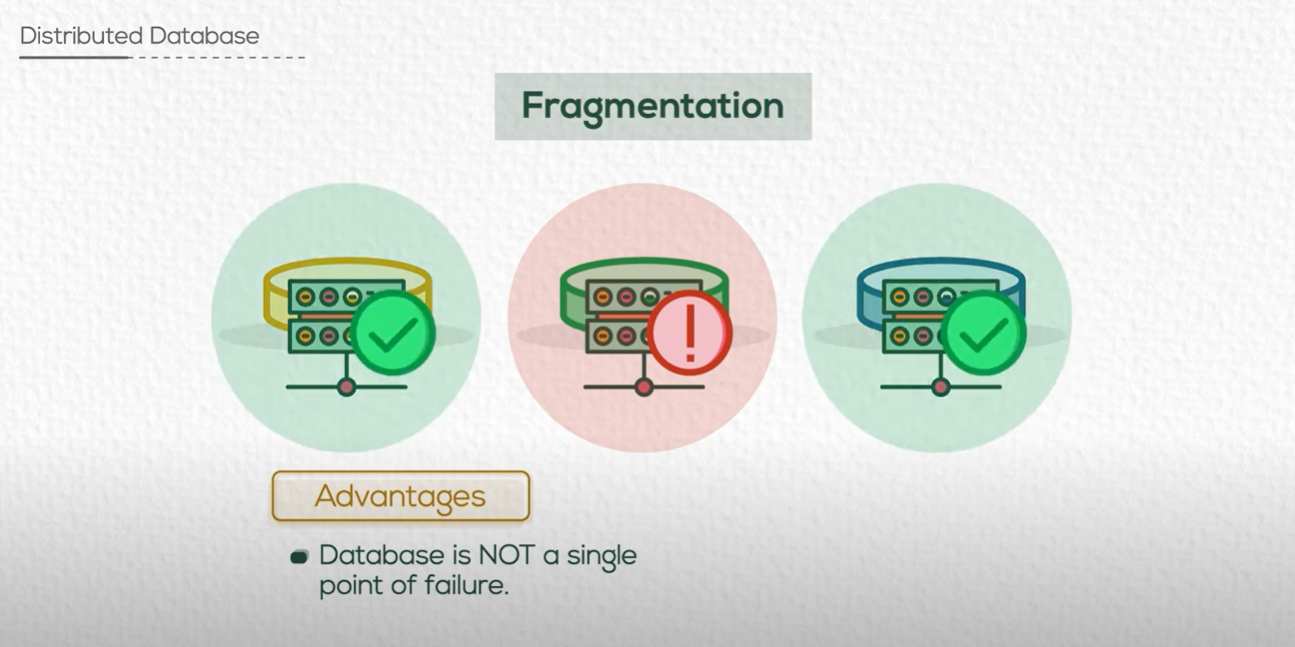 Distributed Database
Fragmentation
Advantages
Database is NOT a single
point of failure.